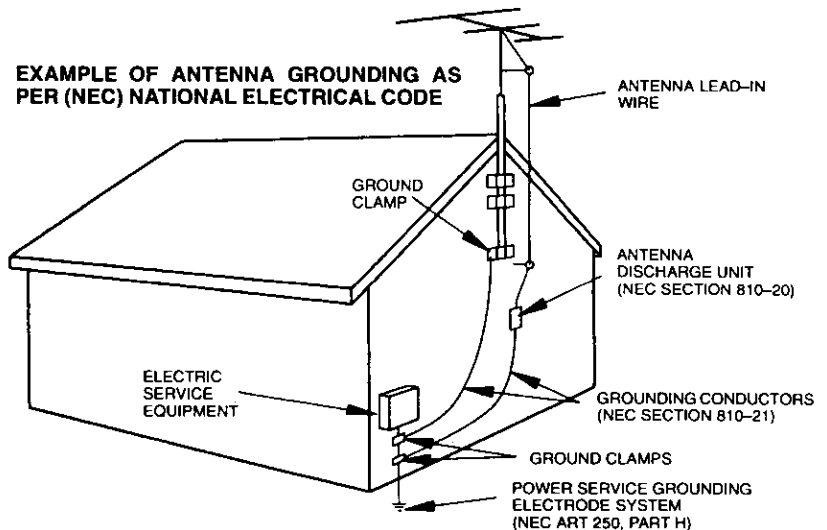 EXAMPLE OF ANTENNA GROUNDING AS
PER (NEC) NATIONAL ELECTRICAL CODE
ANTENNA LEAD–IN
WIRE
GROUND
CLAMP
ANTENNA
DISCHARGE UNIT
(NEC SECTION 810–20)
ELECTRIC
SERVICE
EQUIPMENT
GROUNDING CONDUCTORS
(NEC SECTION 810–21)
GROUND CLAMPS
POWER SERVICE GROUNDING
ELECTRODE SYSTEM
(NEC ART 250, PART H)